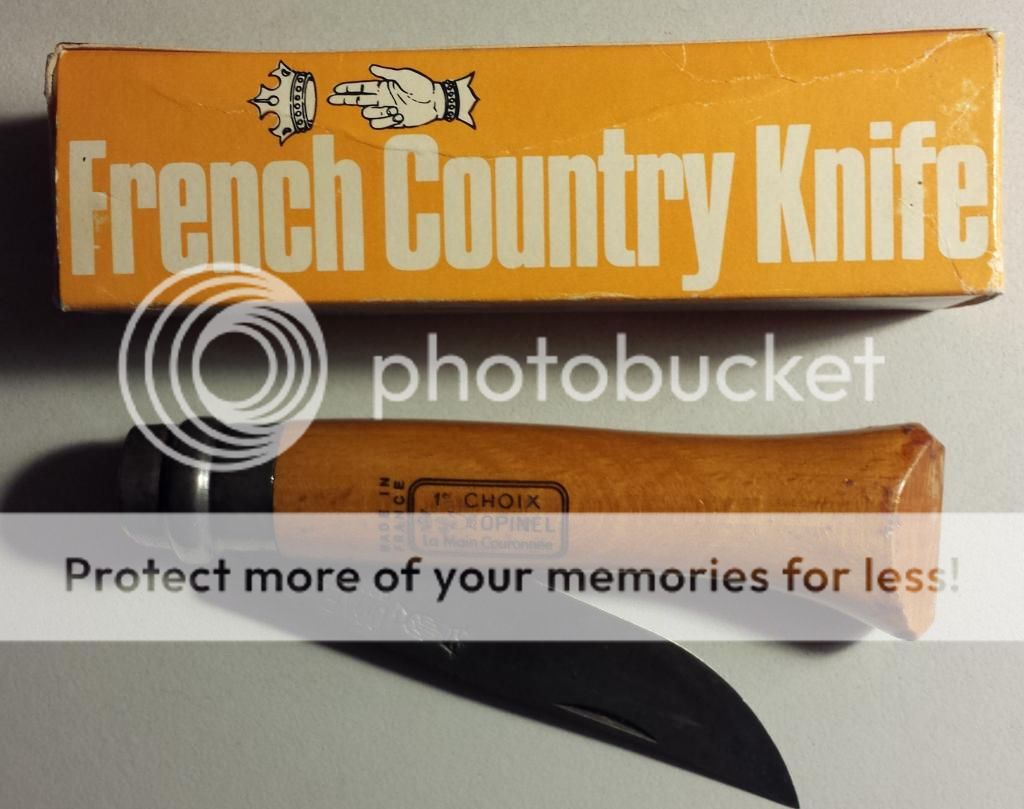 French Country Knife
photobucket
MADE IN
FRANCE
1er CHOIX
OPINEL
La Main Couronnée
Protect more of your memories for less!